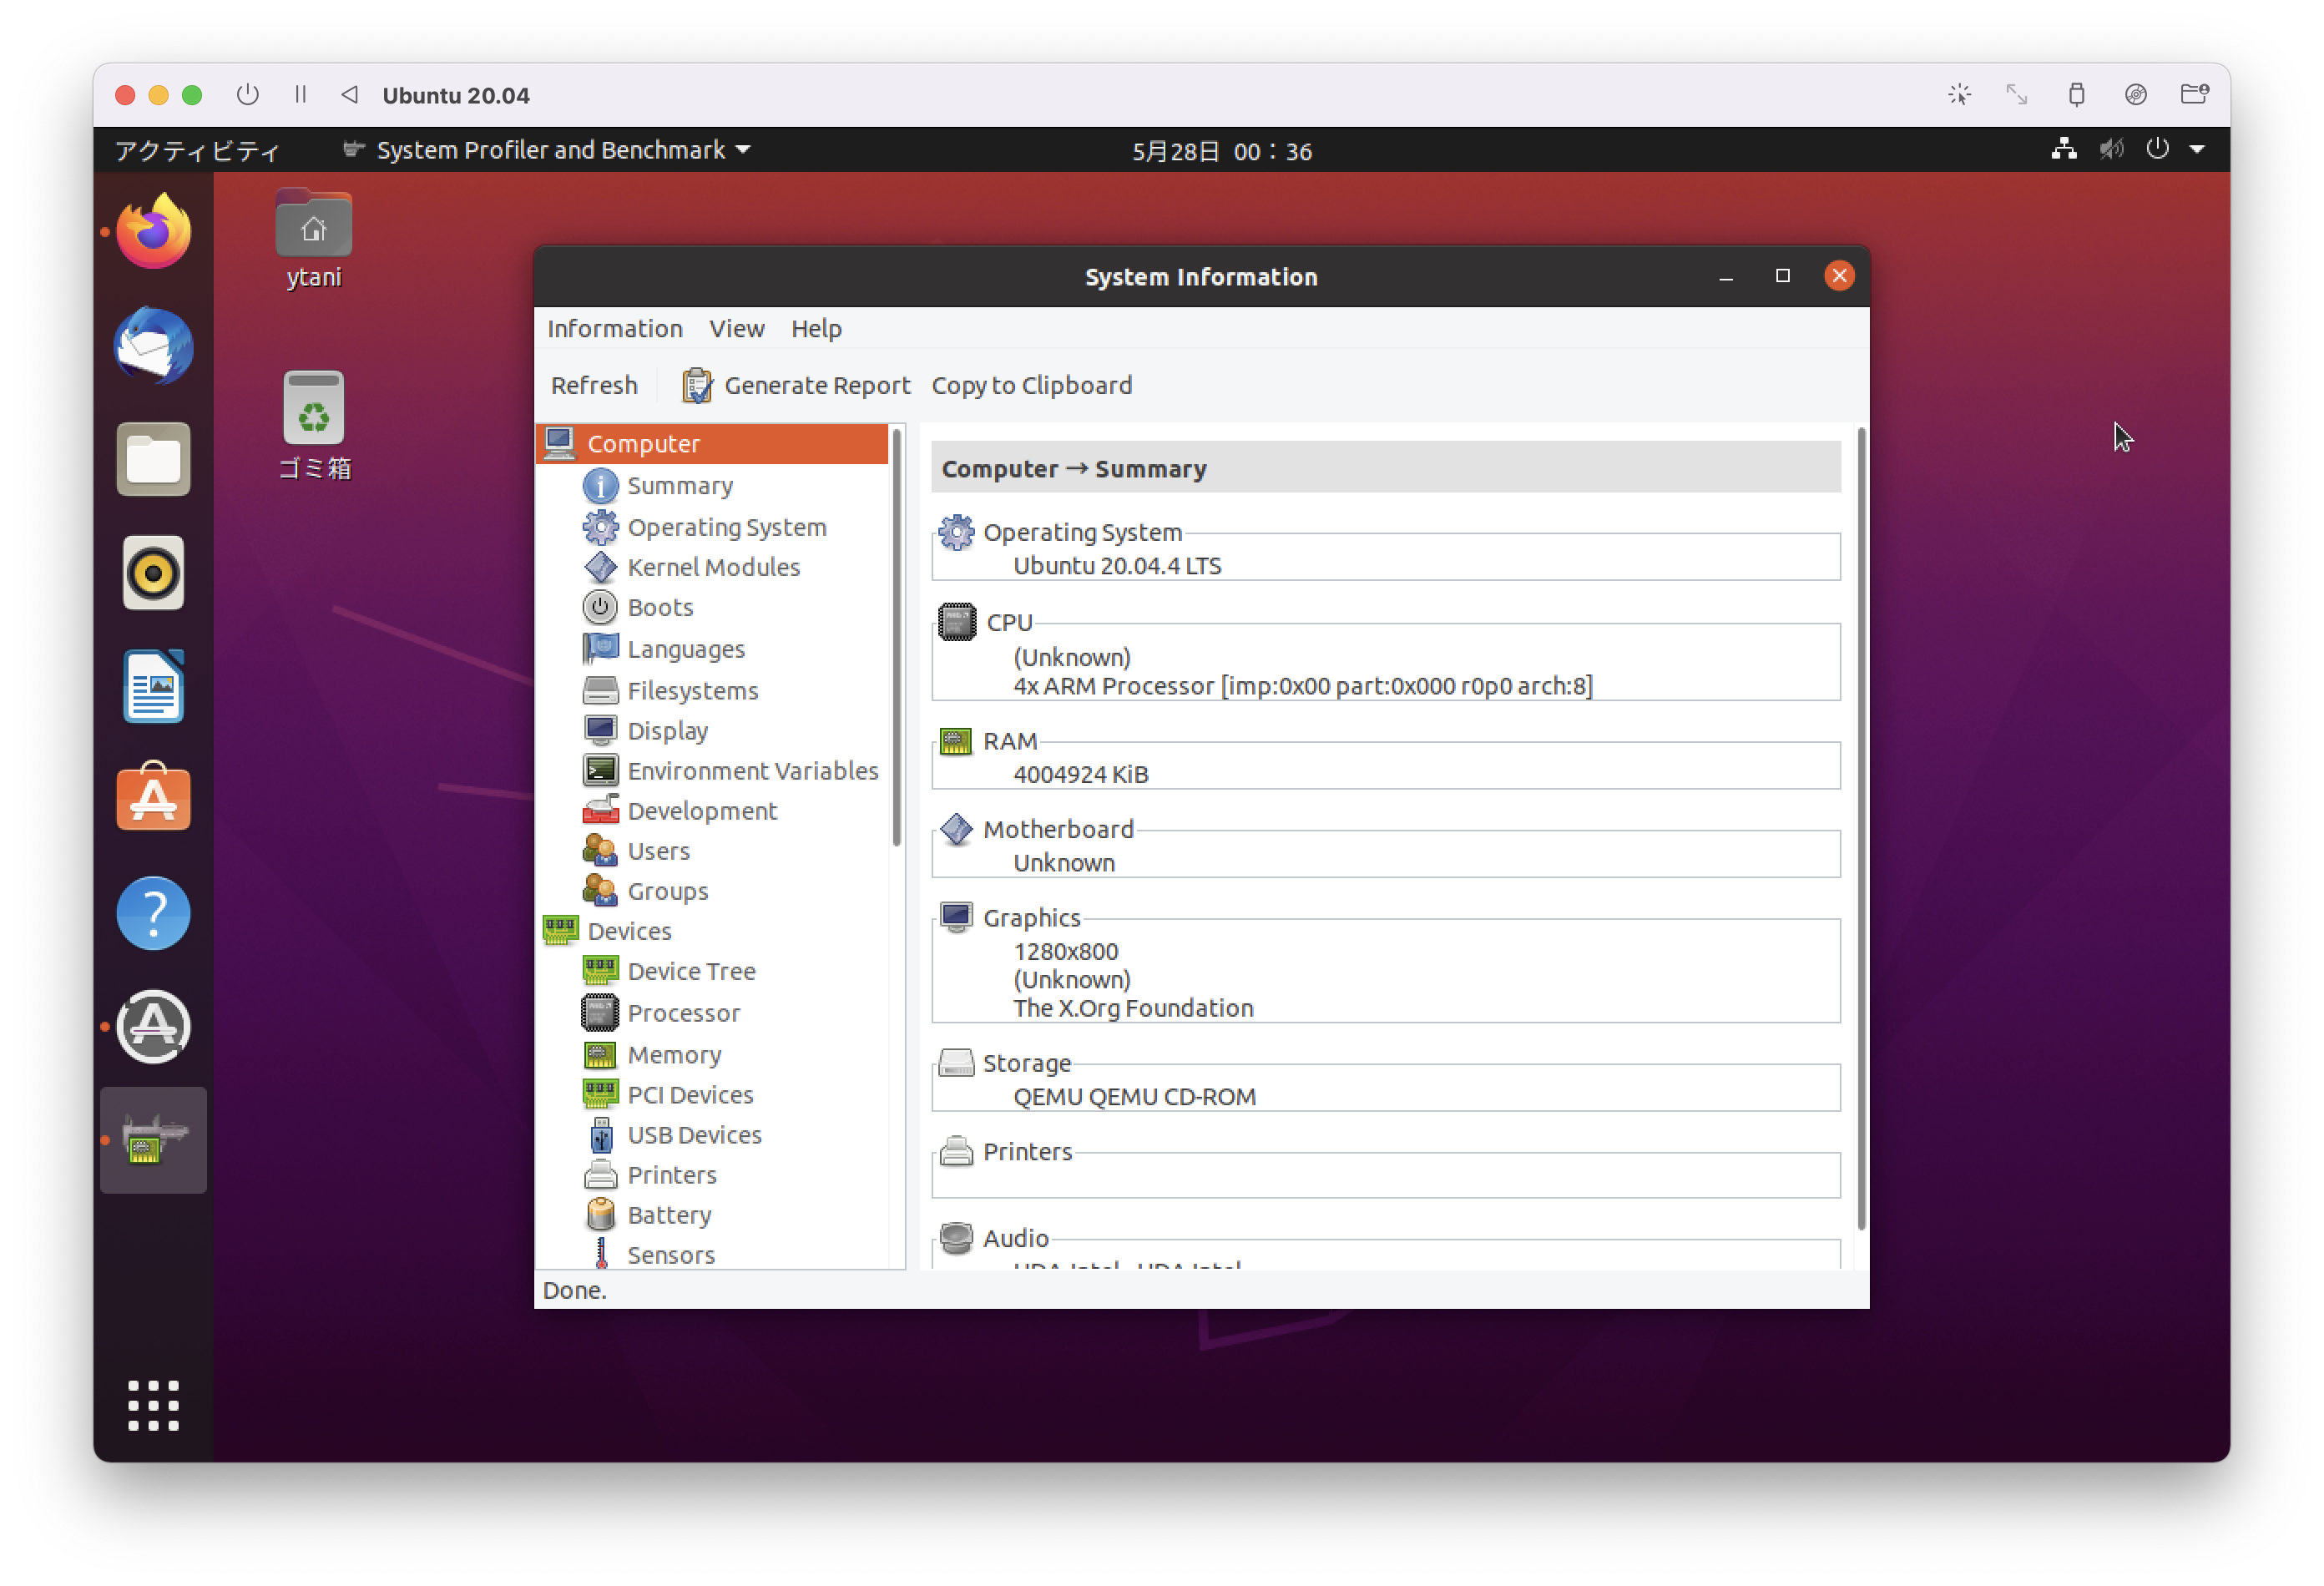 Ubuntu 20.04
アクティビティ
System Profiler and Benchmark
5月28日 00：36
ytani
ゴミ箱
System Information
Information View Help
Refresh Generate Report Copy to Clipboard
Computer
Summary
Operating System
Kernel Modules
Boots
Languages
Filesystems
Display
Environment Variables
Development
Users
Groups
Devices
Device Tree
Processor
Memory
PCI Devices
USB Devices
Printers
Battery
Sensors
Computer → Summary
Operating System
Ubuntu 20.04.4 LTS
CPU
(Unknown)
4x ARM Processor [imp:0x00 part:0x000 r0p0 arch:8]
RAM
4004924 KiB
Motherboard
Unknown
Graphics
1280x800
(Unknown)
The X.Org Foundation
Storage
QEMU QEMU CD-ROM
Printers
Audio
HDA-Intel - HDA Intel
Done.